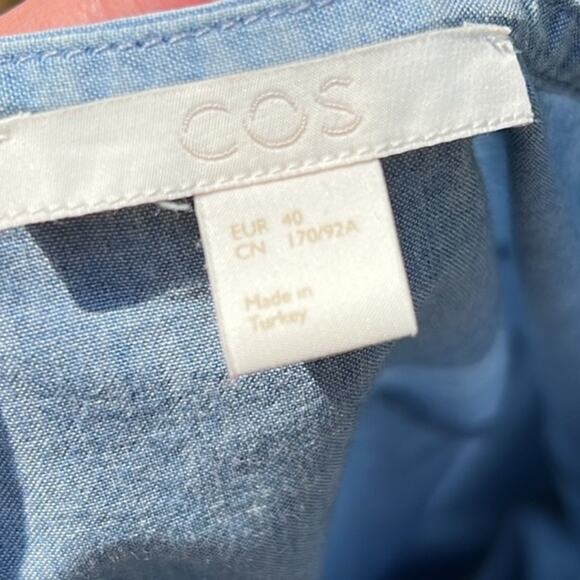 COS
EUR 40
CN 170/92A
Made in
Turkey